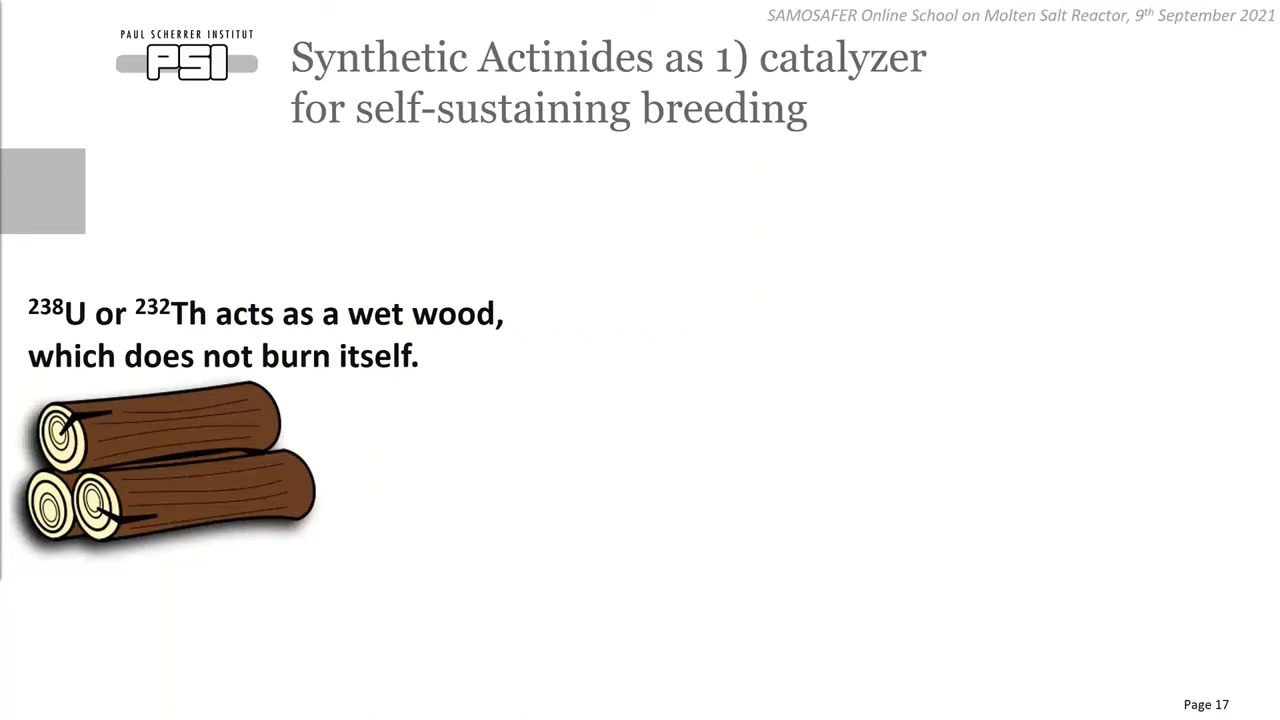 SAMOSAFER Online School on Molten Salt Reactor, 9th September 2021
PAUL SCHERRER INSTITUT
PSI
Synthetic Actinides as 1) catalyzer
for self-sustaining breeding
238U or 232Th acts as a wet wood,
which does not burn itself.
Page 17